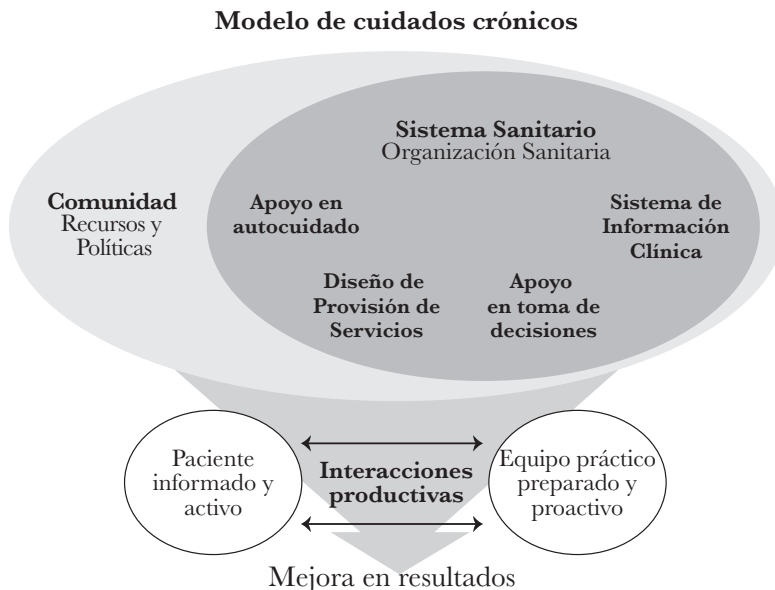 Modelo de cuidados crónicos
Sistema Sanitario
Organización Sanitaria
Comunidad
Recursos y
Políticas
Apoyo en
autocuidado
Sistema de
Información
Clínica
Diseño de
Provisión de
Servicios
Apoyo
en toma de
decisiones
Paciente
informado y
activo
Interacciones
productivas
Equipo práctico
preparado y
proactivo
Mejora en resultados